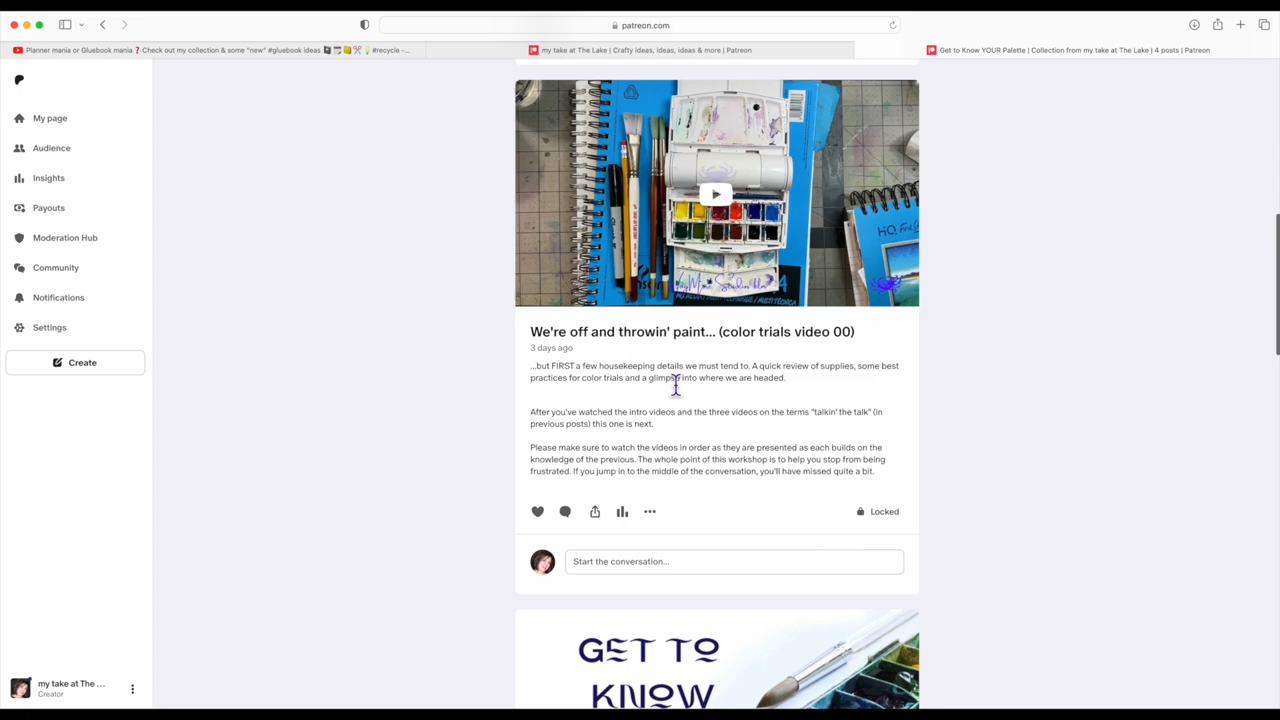 patreon.com
Planner mania or Gluebook mania ❓ Check out my collection & some "new" #gluebook ideas 📓🗒️📒✂️💡#recycle -...
my take at The Lake | Crafty ideas, ideas, ideas & more | Patreon
Get to Know YOUR Palette | Collection from my take at The Lake | 4 posts | Patreon
My page
Audience
Insights
Payouts
Moderation Hub
Community
Notifications
Settings
Create
We're off and throwin' paint... (color trials video 00)
3 days ago
...but FIRST a few housekeeping details we must tend to. A quick review of supplies, some best
practices for color trials and a glimpse into where we are headed.
After you've watched the intro videos and the three videos on the terms "talkin' the talk" (in
previous posts) this one is next.
Please make sure to watch the videos in order as they are presented as each builds on the
knowledge of the previous. The whole point of this workshop is to help you stop from being
frustrated. If you jump in to the middle of the conversation, you'll have missed quite a bit.
Locked
Start the conversation...
GET TO
KNOW
my take at The ...
Creator